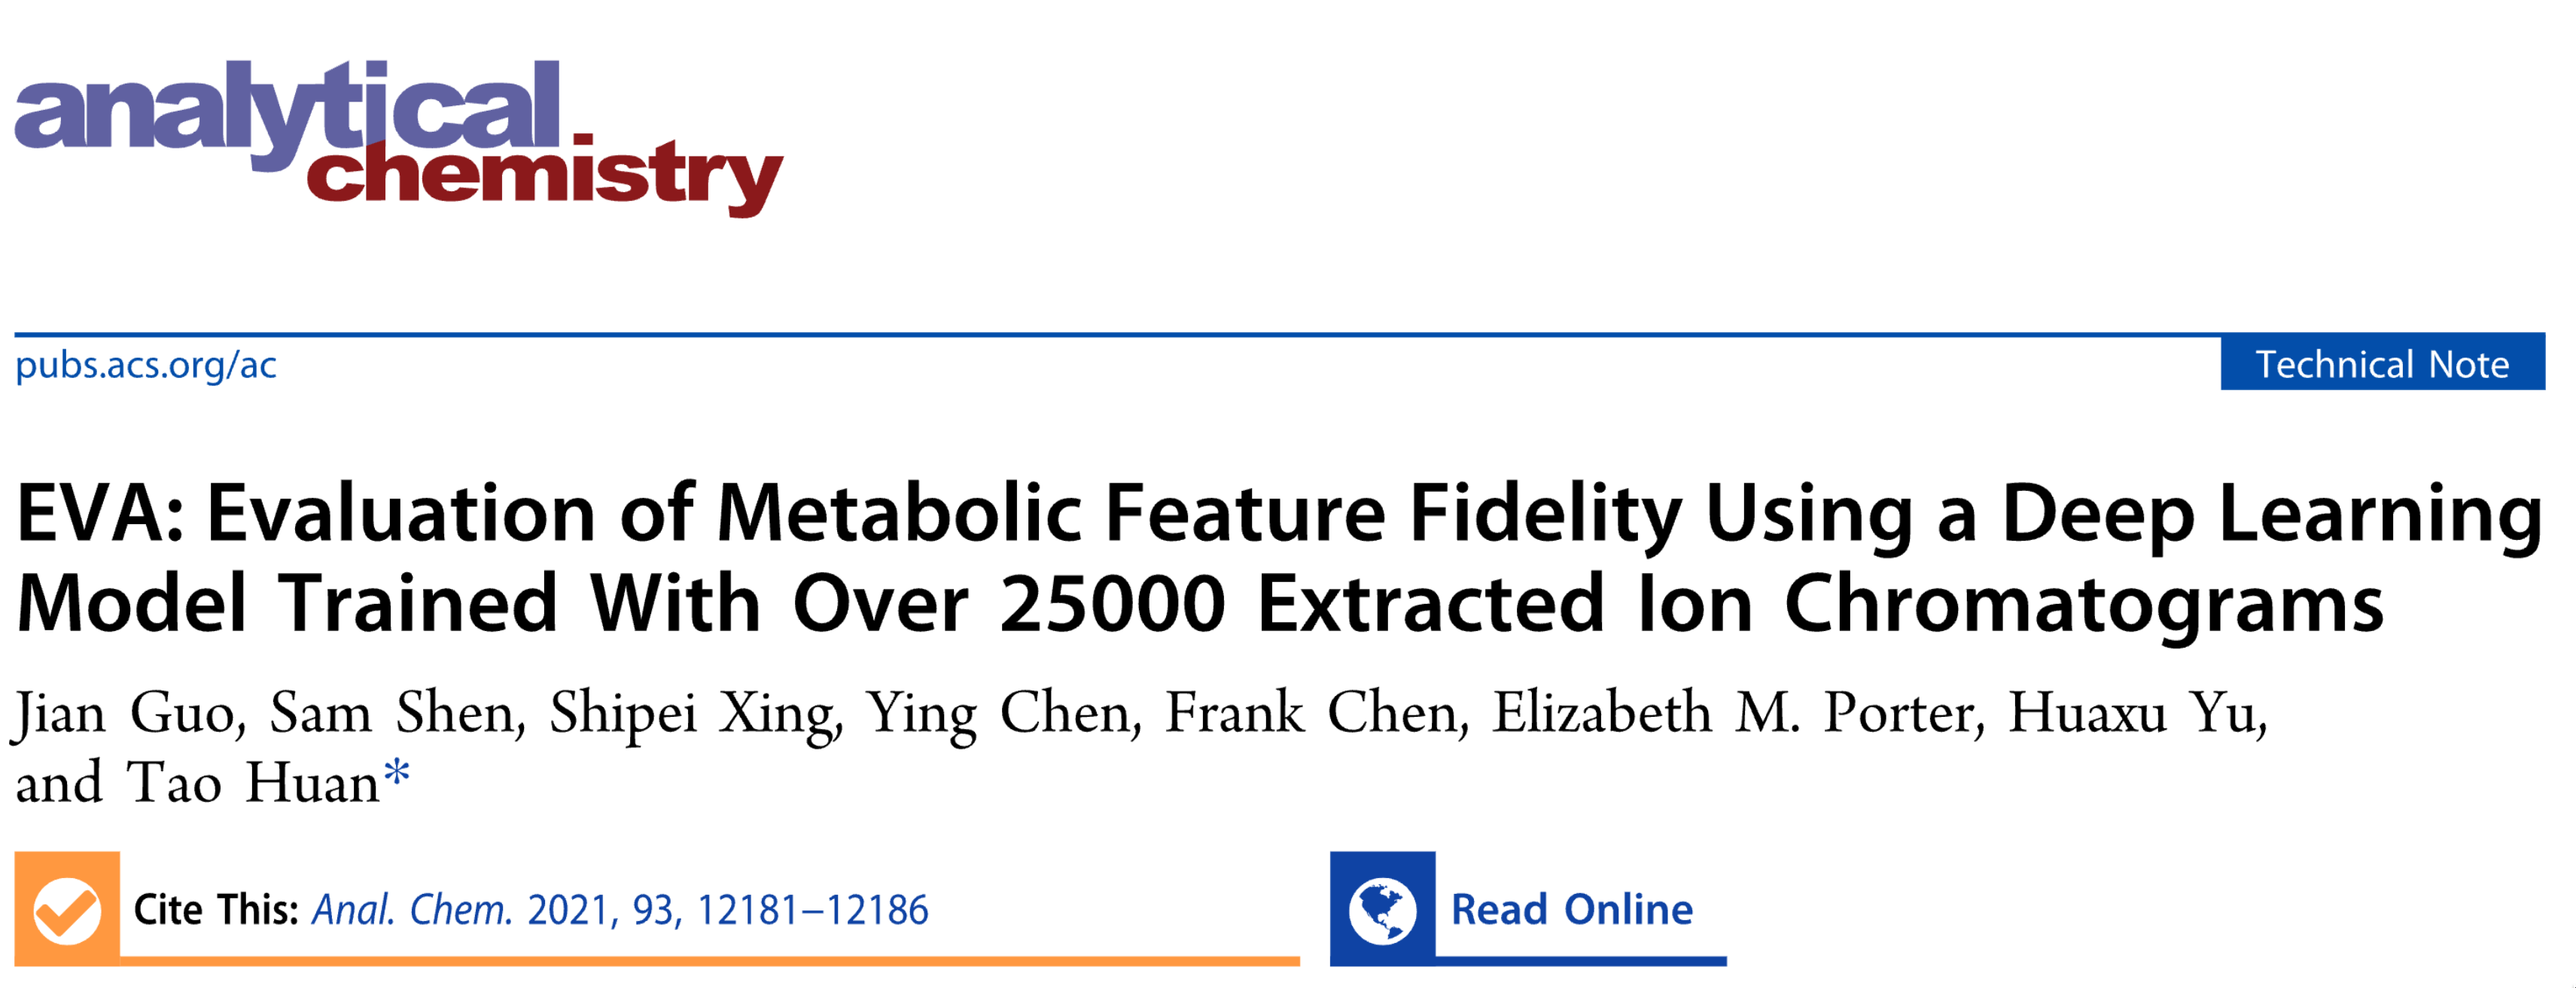 analytical
chemistry
pubs.acs.org/ac
Technical Note
EVA: Evaluation of Metabolic Feature Fidelity Using a Deep Learning
Model Trained With Over 25000 Extracted Ion Chromatograms
Jian Guo, Sam Shen, Shipei Xing, Ying Chen, Frank Chen, Elizabeth M. Porter, Huaxu Yu,
and Tao Huan*
Cite This: Anal. Chem. 2021, 93, 12181–12186
Read Online